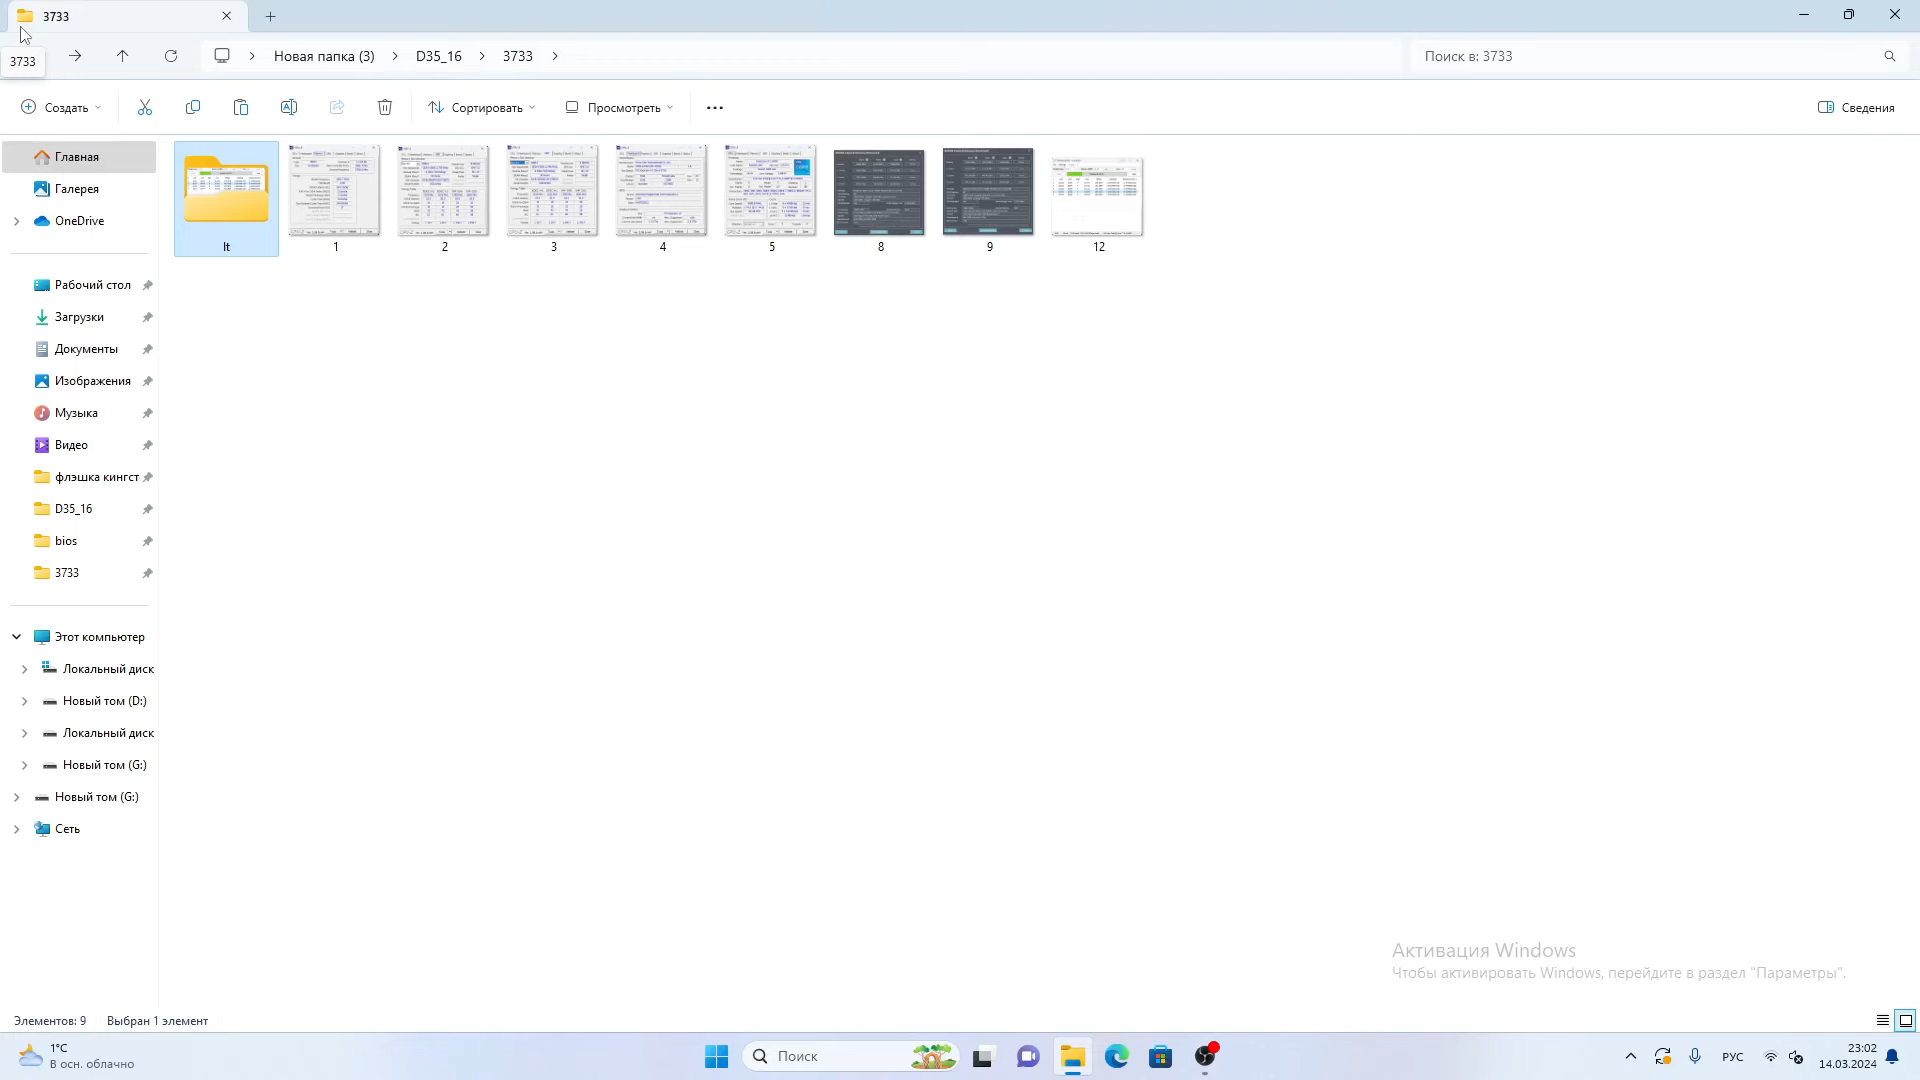 3733
3733
Новая папка (3)
D35_16
3733
Поиск в: 3733
Создать
Сортировать
Просмотреть
Сведения
Главная
Галерея
OneDrive
Рабочий стол
Загрузки
Документы
Изображения
Музыка
Видео
флэшка кингст
D35_16
bios
3733
Этот компьютер
Локальный диск
Новый том (D:)
Локальный диск
Новый том (G:)
Новый том (G:)
Сеть
lt
1
2
3
4
5
8
9
12
Активация Windows
Чтобы активировать Windows, перейдите в раздел "Параметры".
Элементов: 9
Выбран 1 элемент
1°C
В осн. облачно
Поиск
РУС
23:02
14.03.2024